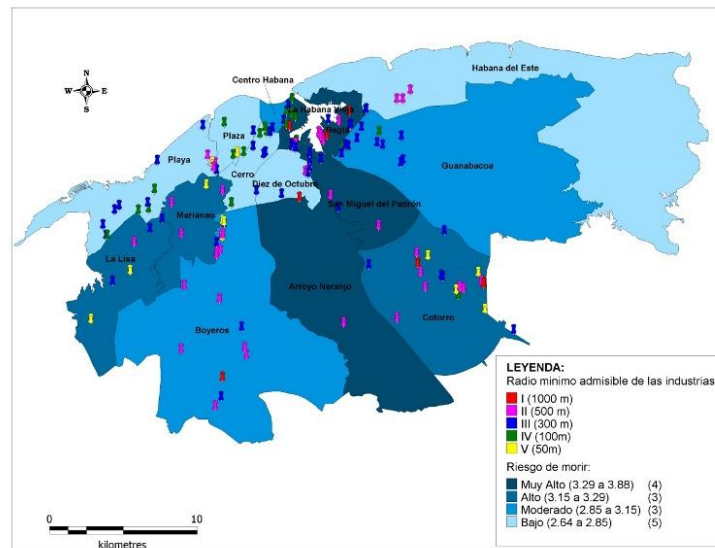 Habana del Este
Centro Habana
La Habana Vieja
Regla
Plaza
Playa
Guanabacoa
Cerro
Diez de Octubre
San Miguel del Padrón
Marianao
La Lisa
Arroyo Naranjo
Cotorro
Boyeros
N
W E
S
LEYENDA:
Radio minimo admisible de las industrias
I (1000 m)
II (500 m)
III (300 m)
IV (100m)
V (50m)
Riesgo de morir:
Muy Alto (3.29 a 3.88) (4)
Alto (3.15 a 3.29) (3)
Moderado (2.85 a 3.15) (3)
Bajo (2.64 a 2.85) (5)
0 10
kilometres